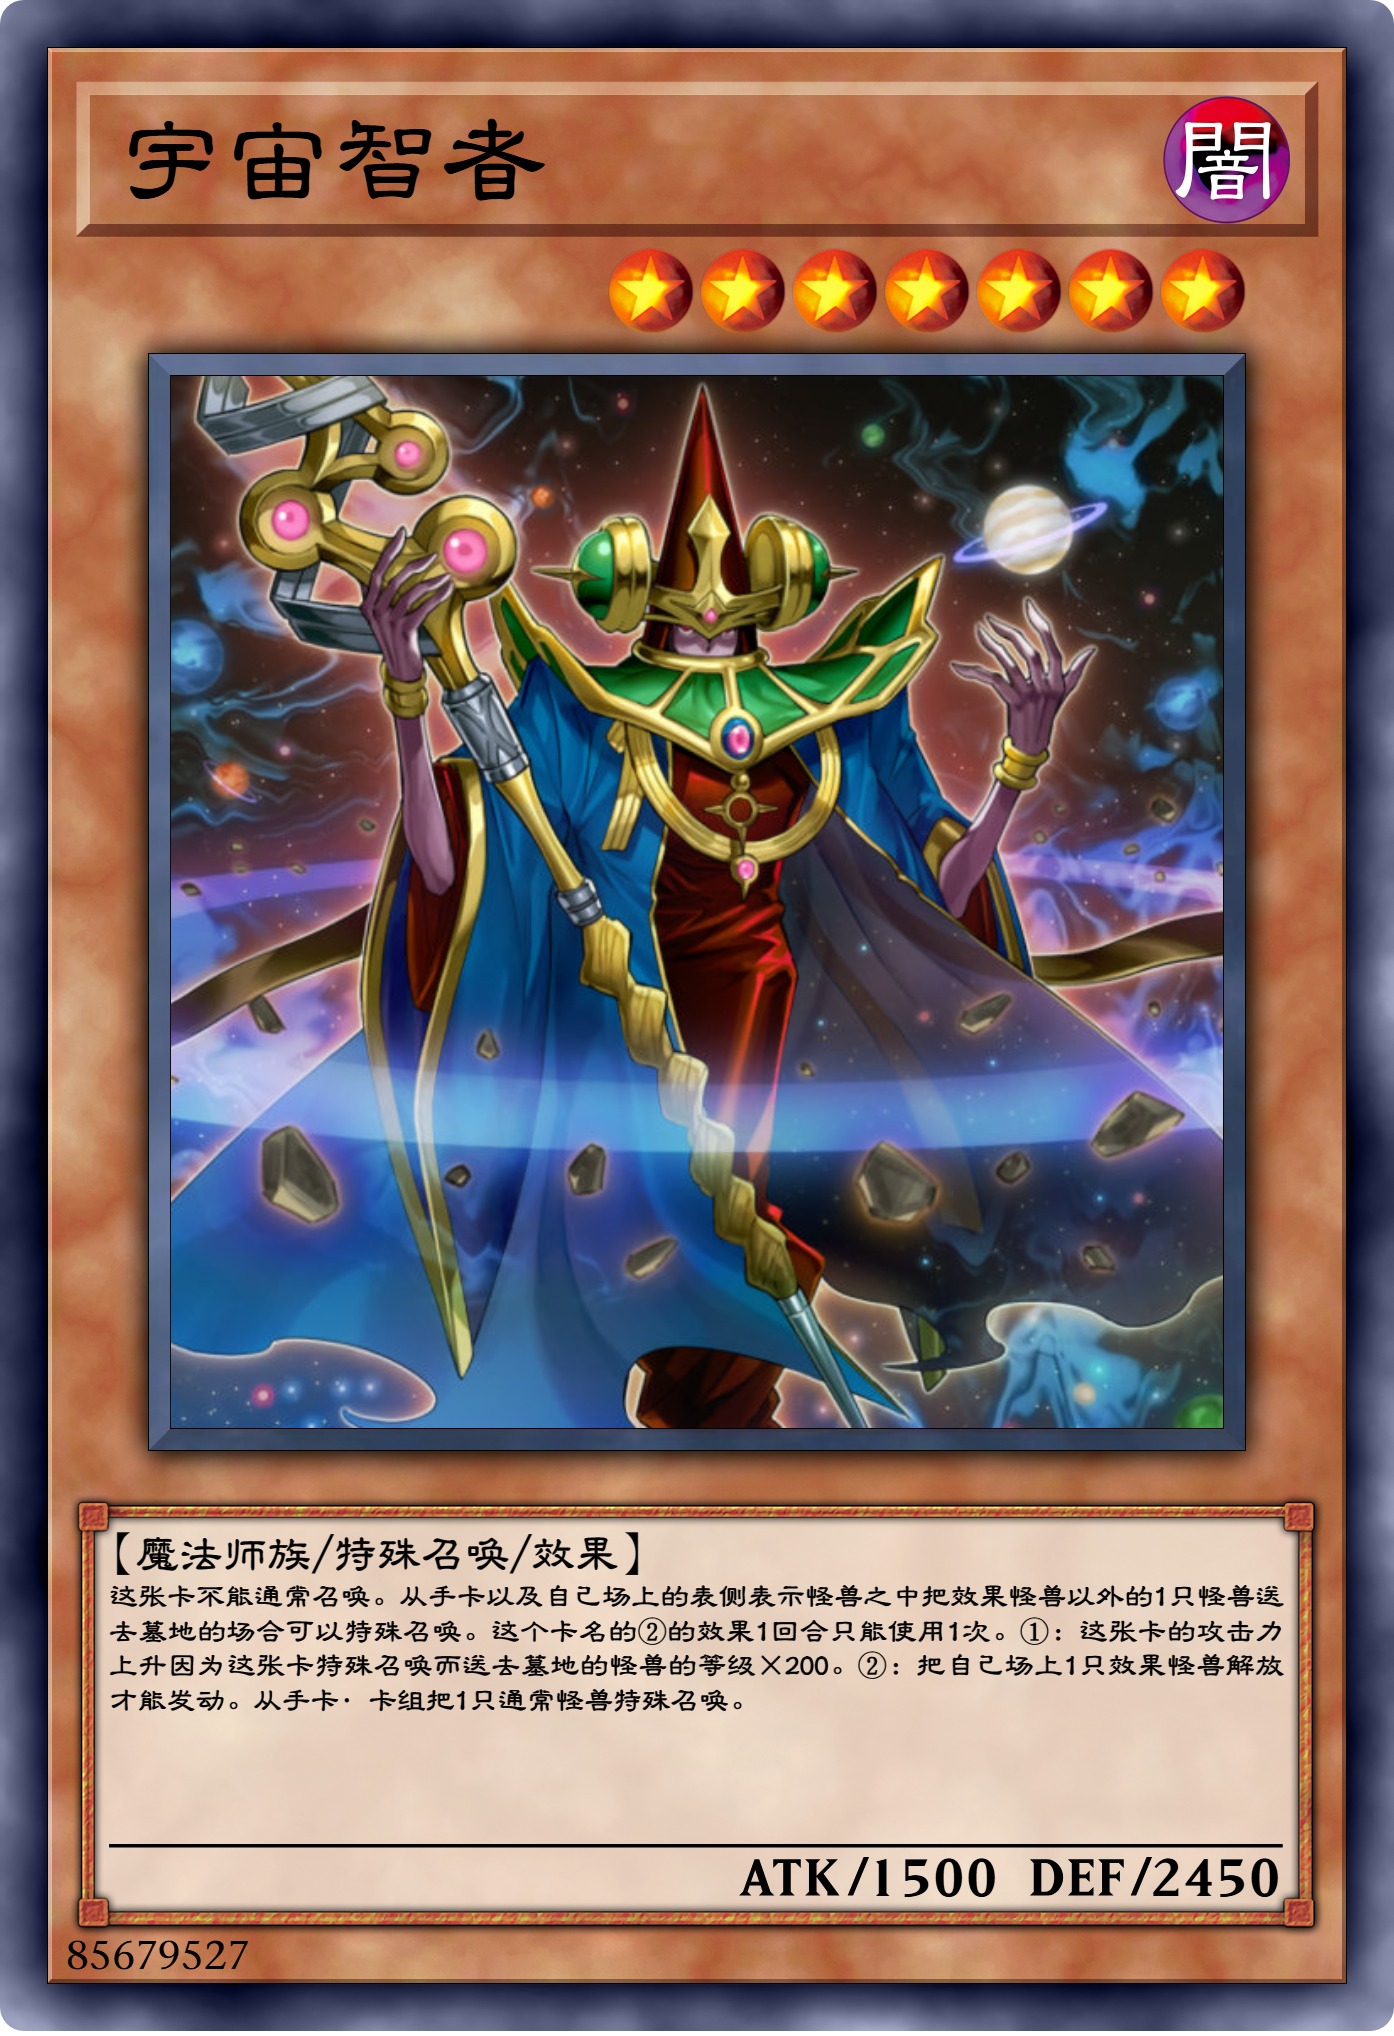 宇宙智者
闇
【魔法师族/特殊召唤/效果】
这张卡不能通常召唤。从手卡以及自己场上的表侧表示怪兽之中把效果怪兽以外的1只怪兽送
去墓地的场合可以特殊召唤。这个卡名的②的效果1回合只能使用1次。①：这张卡的攻击力
上升因为这张卡特殊召唤而送去墓地的怪兽的等级×200。②：把自己场上1只效果怪兽解放
才能发动。从手卡·卡组把1只通常怪兽特殊召唤。
ATK/1500 DEF/2450
85679527